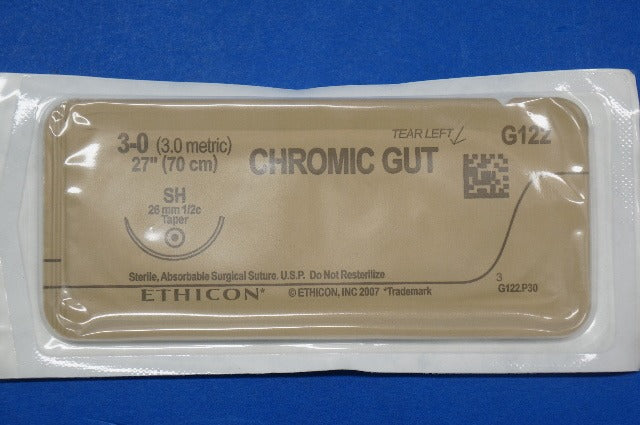 3-0 (3.0 metric)
27" (70 cm)
TEAR LEFT
G122
CHROMIC GUT
SH
26 mm 1/2c
Taper
Sterile, Absorbable Surgical Suture. U.S.P. Do Not Resterilize
3
G122.P30
ETHICON* © ETHICON, INC 2007 *Trademark